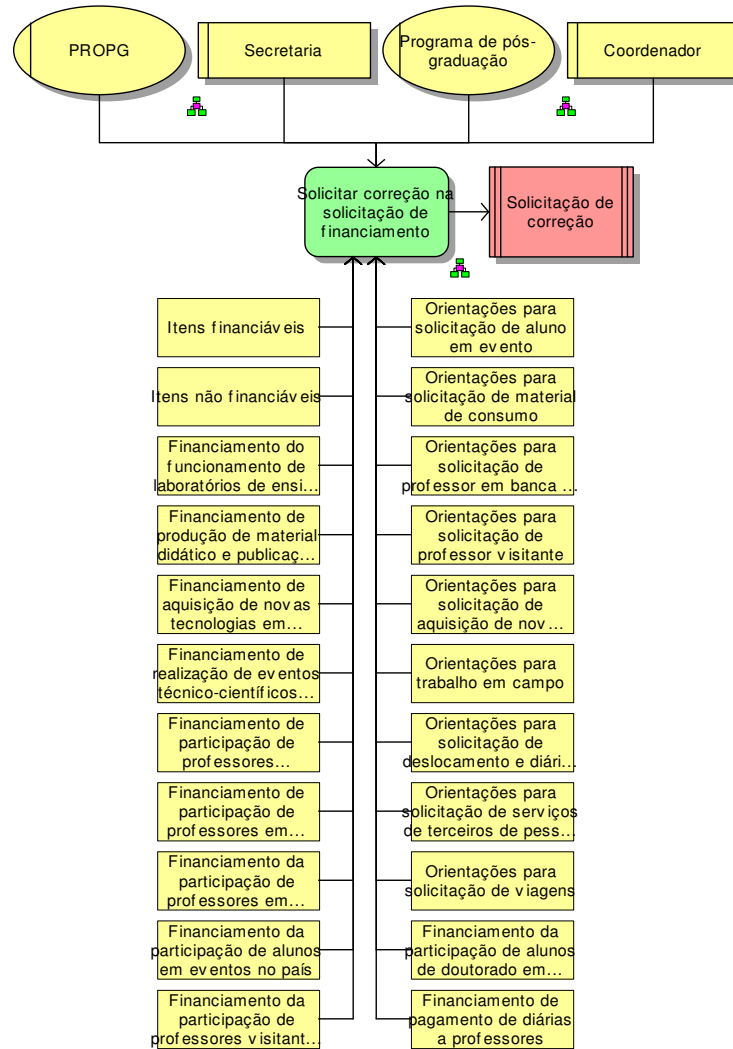 PROPG
Secretaria
Programa de pós-
graduação
Coordenador
Solicitar correção na
solicitação de
financiamento
Solicitação de
correção
Itens financiáveis
Orientações para
solicitação de aluno
em evento
Itens não financiáveis
Orientações para
solicitação de material
de consumo
Financiamento do
funcionamento de
laboratórios de ensi...
Orientações para
solicitação de
professor em banca ...
Financiamento de
produção de material
didático e publicaç...
Orientações para
solicitação de
professor visitante
Financiamento de
aquisição de novas
tecnologias em...
Orientações para
solicitação de
aquisição de nov ...
Financiamento de
realização de eventos
técnico-científicos...
Orientações para
trabalho em campo
Financiamento de
participação de
professores...
Orientações para
solicitação de
deslocamento e diári...
Financiamento de
participação de
professores em...
Orientações para
solicitação de serviços
de terceiros de pess...
Financiamento da
participação de
professores em...
Orientações para
solicitação de viagens
Financiamento da
participação de alunos
em eventos no país
Financiamento da
participação de alunos
de doutorado em...
Financiamento da
participação de
professores visitant...
Financiamento de
pagamento de diárias
a professores